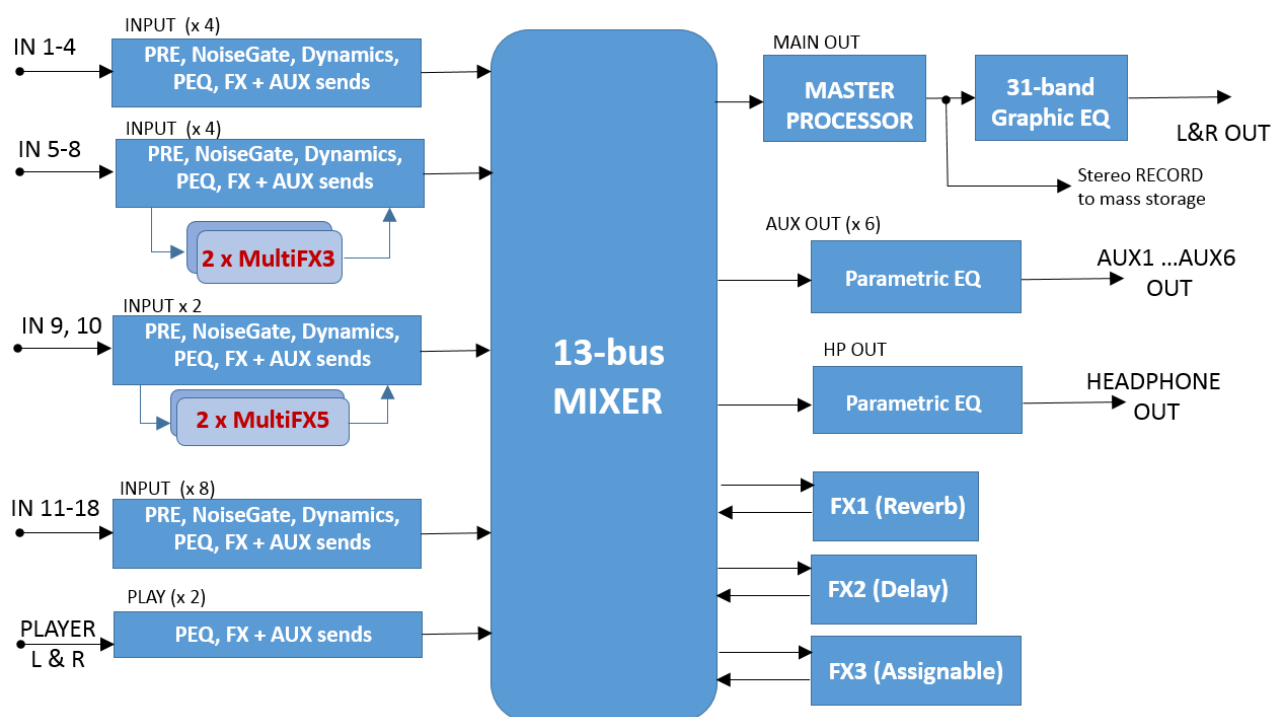 INPUT  (x 4)
IN 1-4
PRE, NoiseGate, Dynamics,
PEQ, FX + AUX sends
INPUT  (x 4)
IN 5-8
PRE, NoiseGate, Dynamics,
PEQ, FX + AUX sends
2 x MultiFX3
INPUT x 2
IN 9, 10
PRE, NoiseGate, Dynamics,
PEQ, FX + AUX sends
2 x MultiFX5
INPUT  (x 8)
IN 11-18
PRE, NoiseGate, Dynamics,
PEQ, FX + AUX sends
PLAY (x 2)
PLAYER
L & R
PEQ, FX + AUX sends
13-bus
MIXER
MAIN OUT
MASTER
PROCESSOR
31-band
Graphic EQ
L&R OUT
Stereo RECORD
to mass storage
AUX OUT (x 6)
Parametric EQ
AUX1 ...AUX6
OUT
HP OUT
Parametric EQ
HEADPHONE
OUT
FX1 (Reverb)
FX2 (Delay)
FX3 (Assignable)